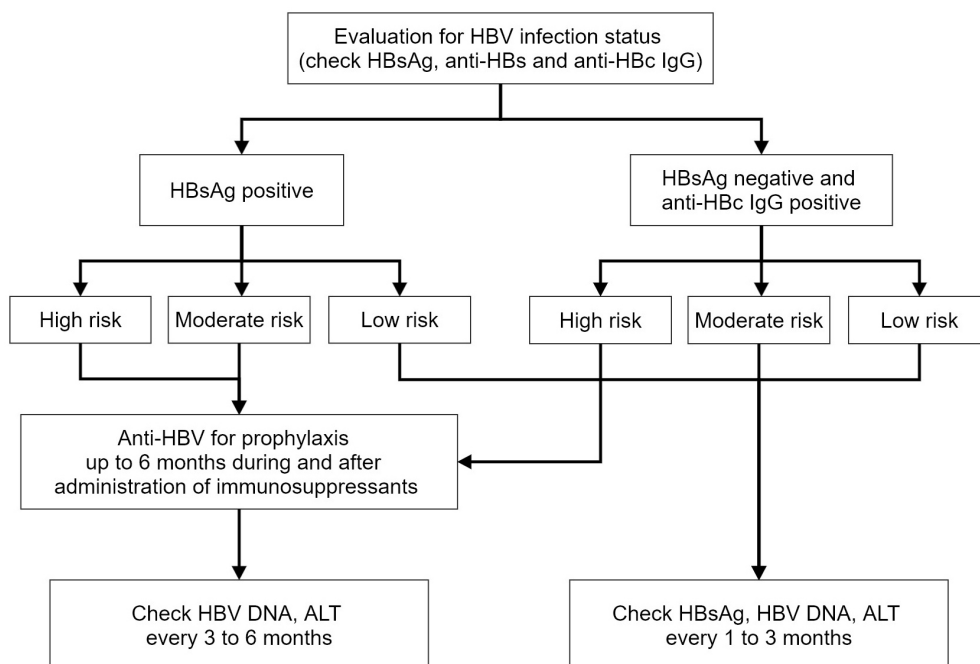 Evaluation for HBV infection status
(check HBsAg, anti-HBs and anti-HBc IgG)
HBsAg positive
HBsAg negative and
anti-HBc IgG positive
High risk
Moderate risk
Low risk
High risk
Moderate risk
Low risk
Anti-HBV for prophylaxis
up to 6 months during and after
administration of immunosuppressants
Check HBV DNA, ALT
every 3 to 6 months
Check HBsAg, HBV DNA, ALT
every 1 to 3 months